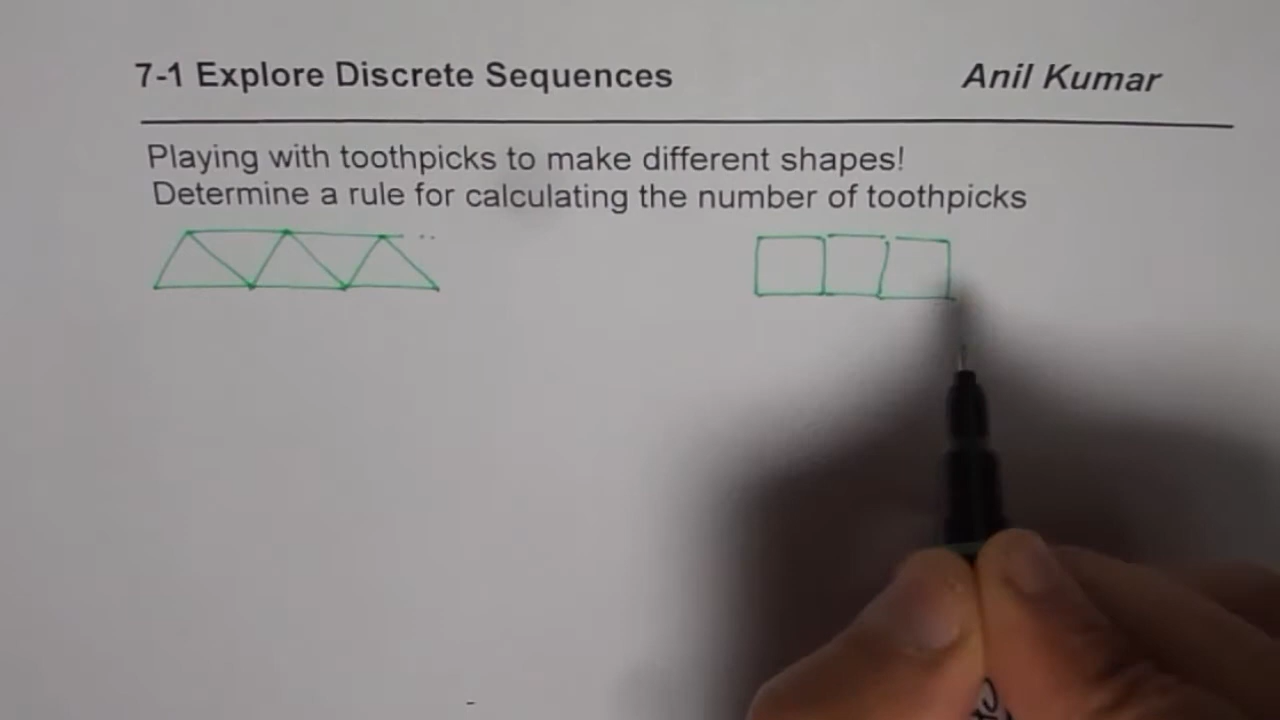 7-1 Explore Discrete Sequences
Anil Kumar
Playing with toothpicks to make different shapes!
Determine a rule for calculating the number of toothpicks